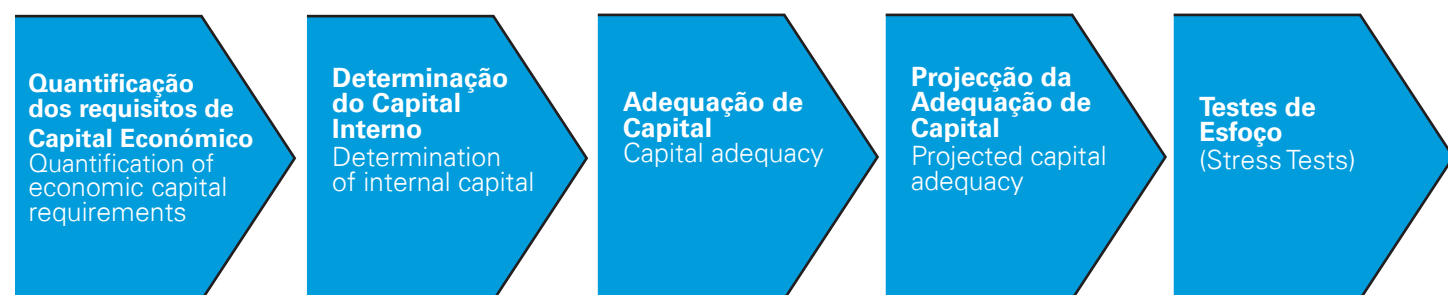 Quantificação
dos requisitos de
Capital Económico
Quantification of
economic capital
requirements
Determinação
do Capital
Interno
Determination
of internal capital
Adequação de
Capital
Capital adequacy
Projecção da
Adequação de
Capital
Projected capital
adequacy
Testes de
Esfoço
(Stress Tests)